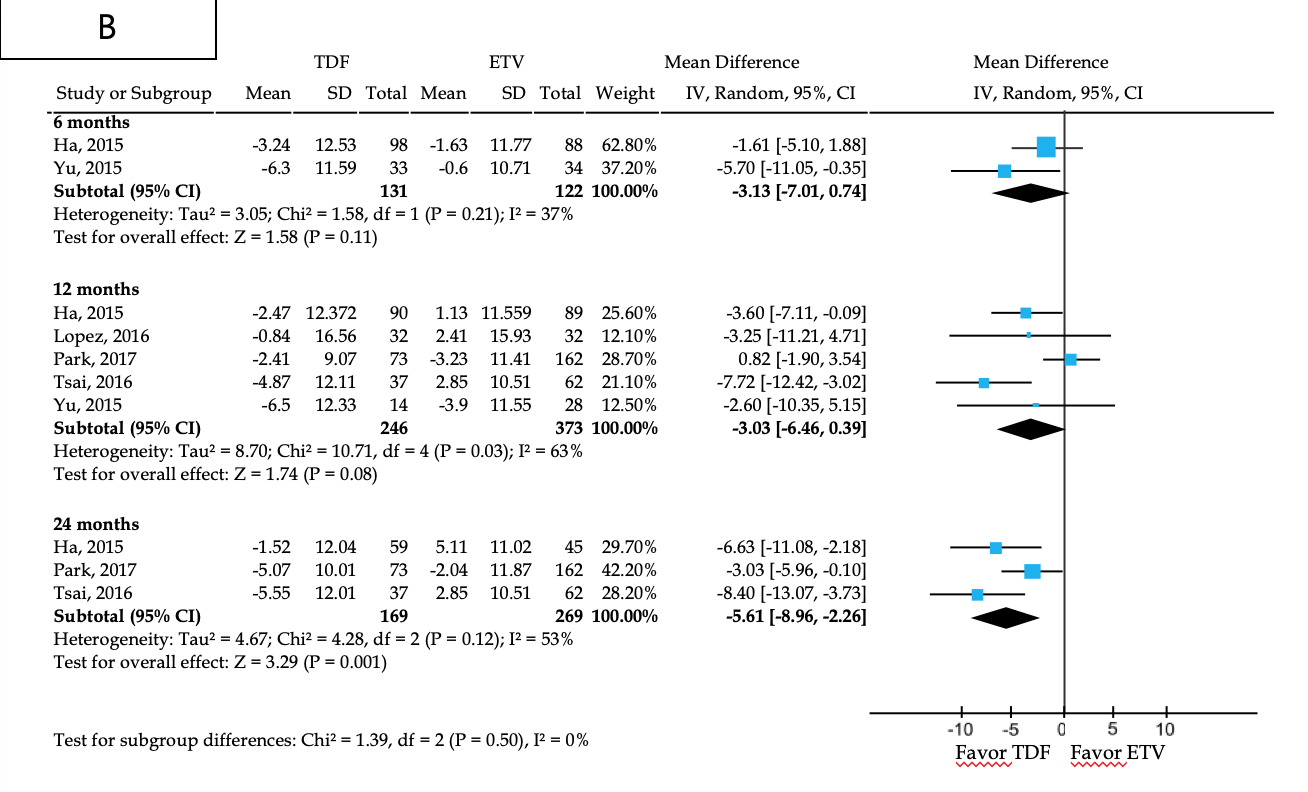 B
TDF ETV Mean Difference Mean Difference
Study or Subgroup Mean SD Total Mean SD Total Weight IV, Random, 95%, CI IV, Random, 95%, CI
6 months
Ha, 2015 -3.24 12.53 98 -1.63 11.77 88 62.80% -1.61 [-5.10, 1.88]
Yu, 2015 -6.3 11.59 33 -0.6 10.71 34 37.20% -5.70 [-11.05, -0.35]
Subtotal (95% CI) 131 122 100.00% -3.13 [-7.01, 0.74]
Heterogeneity: Tau² = 3.05; Chi² = 1.58, df = 1 (P = 0.21); I² = 37%
Test for overall effect: Z = 1.58 (P = 0.11)
12 months
Ha, 2015 -2.47 12.372 90 1.13 11.559 89 25.60% -3.60 [-7.11, -0.09]
Lopez, 2016 -0.84 16.56 32 2.41 15.93 32 12.10% -3.25 [-11.21, 4.71]
Park, 2017 -2.41 9.07 73 -3.23 11.41 162 28.70% 0.82 [-1.90, 3.54]
Tsai, 2016 -4.87 12.11 37 2.85 10.51 62 21.10% -7.72 [-12.42, -3.02]
Yu, 2015 -6.5 12.33 14 -3.9 11.55 28 12.50% -2.60 [-10.35, 5.15]
Subtotal (95% CI) 246 373 100.00% -3.03 [-6.46, 0.39]
Heterogeneity: Tau² = 8.70; Chi² = 10.71, df = 4 (P = 0.03); I² = 63%
Test for overall effect: Z = 1.74 (P = 0.08)
24 months
Ha, 2015 -1.52 12.04 59 5.11 11.02 45 29.70% -6.63 [-11.08, -2.18]
Park, 2017 -5.07 10.01 73 -2.04 11.87 162 42.20% -3.03 [-5.96, -0.10]
Tsai, 2016 -5.55 12.01 37 2.85 10.51 62 28.20% -8.40 [-13.07, -3.73]
Subtotal (95% CI) 169 269 100.00% -5.61 [-8.96, -2.26]
Heterogeneity: Tau² = 4.67; Chi² = 4.28, df = 2 (P = 0.12); I² = 53%
Test for overall effect: Z = 3.29 (P = 0.001)
-10 -5 0 5 10
Test for subgroup differences: Chi² = 1.39, df = 2 (P = 0.50), I² = 0%
Favor TDF Favor ETV